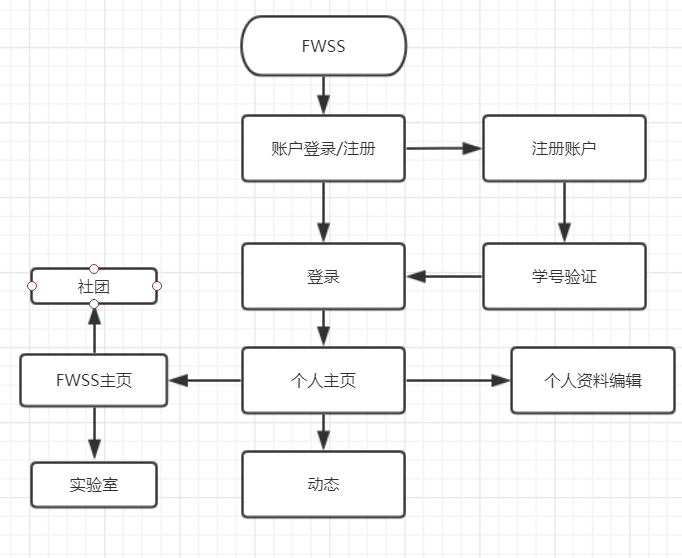 FWSS
账户登录/注册
注册账户
登录
学号验证
社团
FWSS主页
个人主页
个人资料编辑
实验室
动态